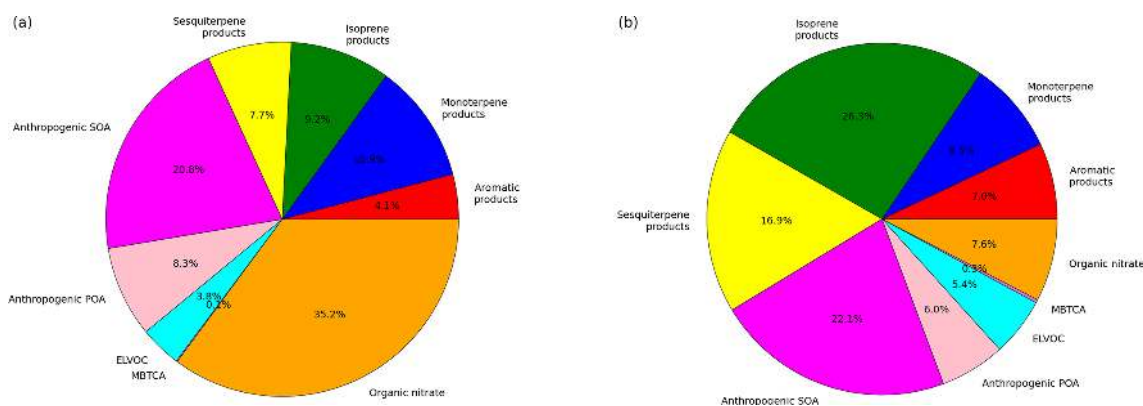 (a)
Sesquiterpene
products
Isoprene
products
Monoterpene
products
Aromatic
products
Anthropogenic SOA
Anthropogenic POA
ELVOC
MBTCA
Organic nitrate
7.7%
9.2%
4.1%
20.8%
8.3%
3.8%
35.2%
(b)
Isoprene
products
Monoterpene
products
Aromatic
products
Sesquiterpene
products
Organic nitrate
MBTCA
ELVOC
Anthropogenic POA
Anthropogenic SOA
26.3%
7.0%
16.9%
7.6%
0.3%
5.4%
6.0%
22.1%